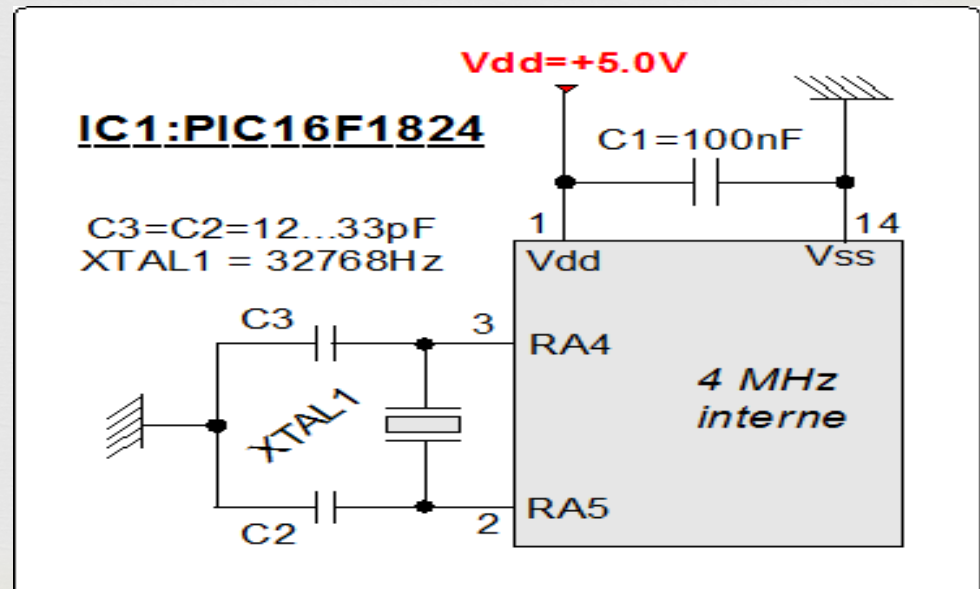 Vdd=+5.0V
IC1:PIC16F1824
C1=100nF
C3=C2=12...33pF
XTAL1 = 32768Hz
1
14
Vdd
Vss
C3
3
RA4
4 MHz
interne
XTAL1
RA5
2
C2